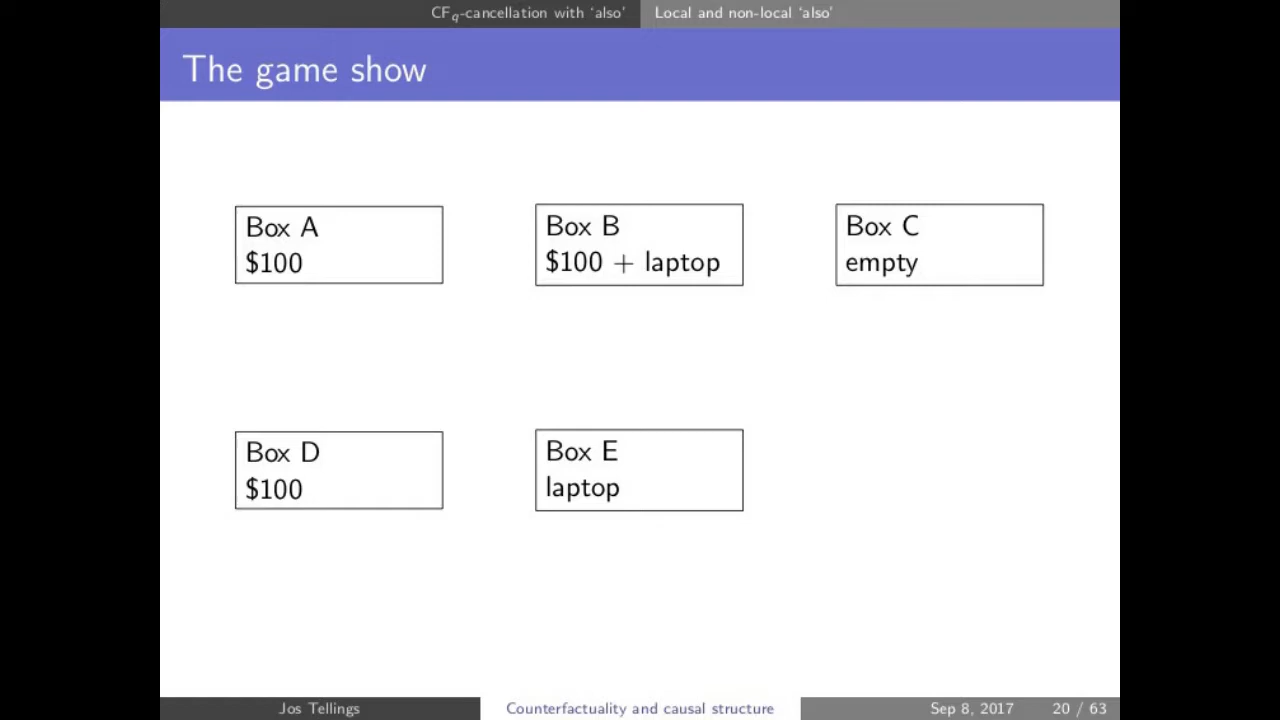 CFq-cancellation with ‘also’ Local and non-local ‘also’
The game show
Box A
$100
Box B
$100 + laptop
Box C
empty
Box D
$100
Box E
laptop
Jos Tellings Counterfactuality and causal structure Sep 8, 2017 20 / 63